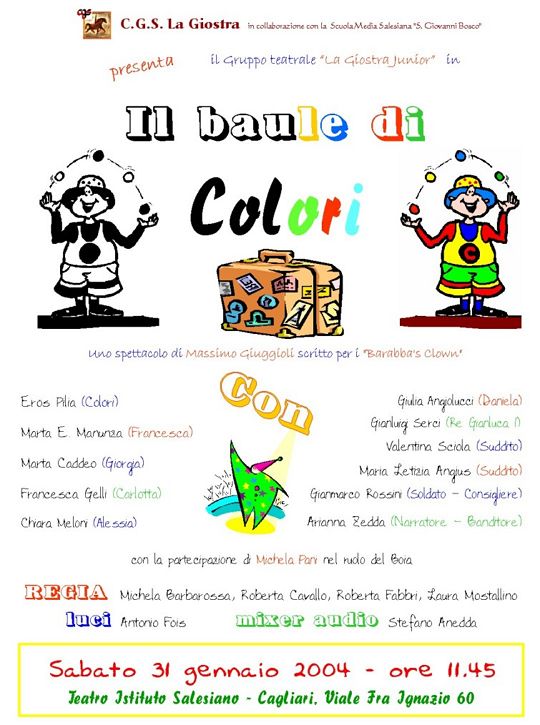 cgs
C.G.S. La Giostra in collaborazione con la Scuola Media Salesiana "S. Giovanni Bosco"
presenta il Gruppo teatrale "La Giostra Junior" in
Il baule di
Colori
C
Uno spettacolo di Massimo Giuggioli scritto per i "Barabba's Clown"
Con
Eros Pilia (Colori)
Marta E. Manunza (Francesca)
Marta Caddeo (Giorgia)
Francesca Gelli (Carlotta)
Chiara Meloni (Alessia)
Giulia Angiolucci (Daniela)
Gianluigi Serci (Re Gianluca I)
Valentina Sciola (Suddito)
Maria Letizia Angius (Suddito)
Gianmarco Rossini (Soldato - Consigliere)
Arianna Zedda (Narratore - Banditore)
con la partecipazione di Michela Pani nel ruolo del Boia
REGIA Michela Barbarossa, Roberta Cavallo, Roberta Fabbri, Laura Mostallino
luci Antonio Fois mixer audio Stefano Anedda
Sabato 31 gennaio 2004 - ore 11.45
Teatro Istituto Salesiano - Cagliari, Viale Fra Ignazio 60